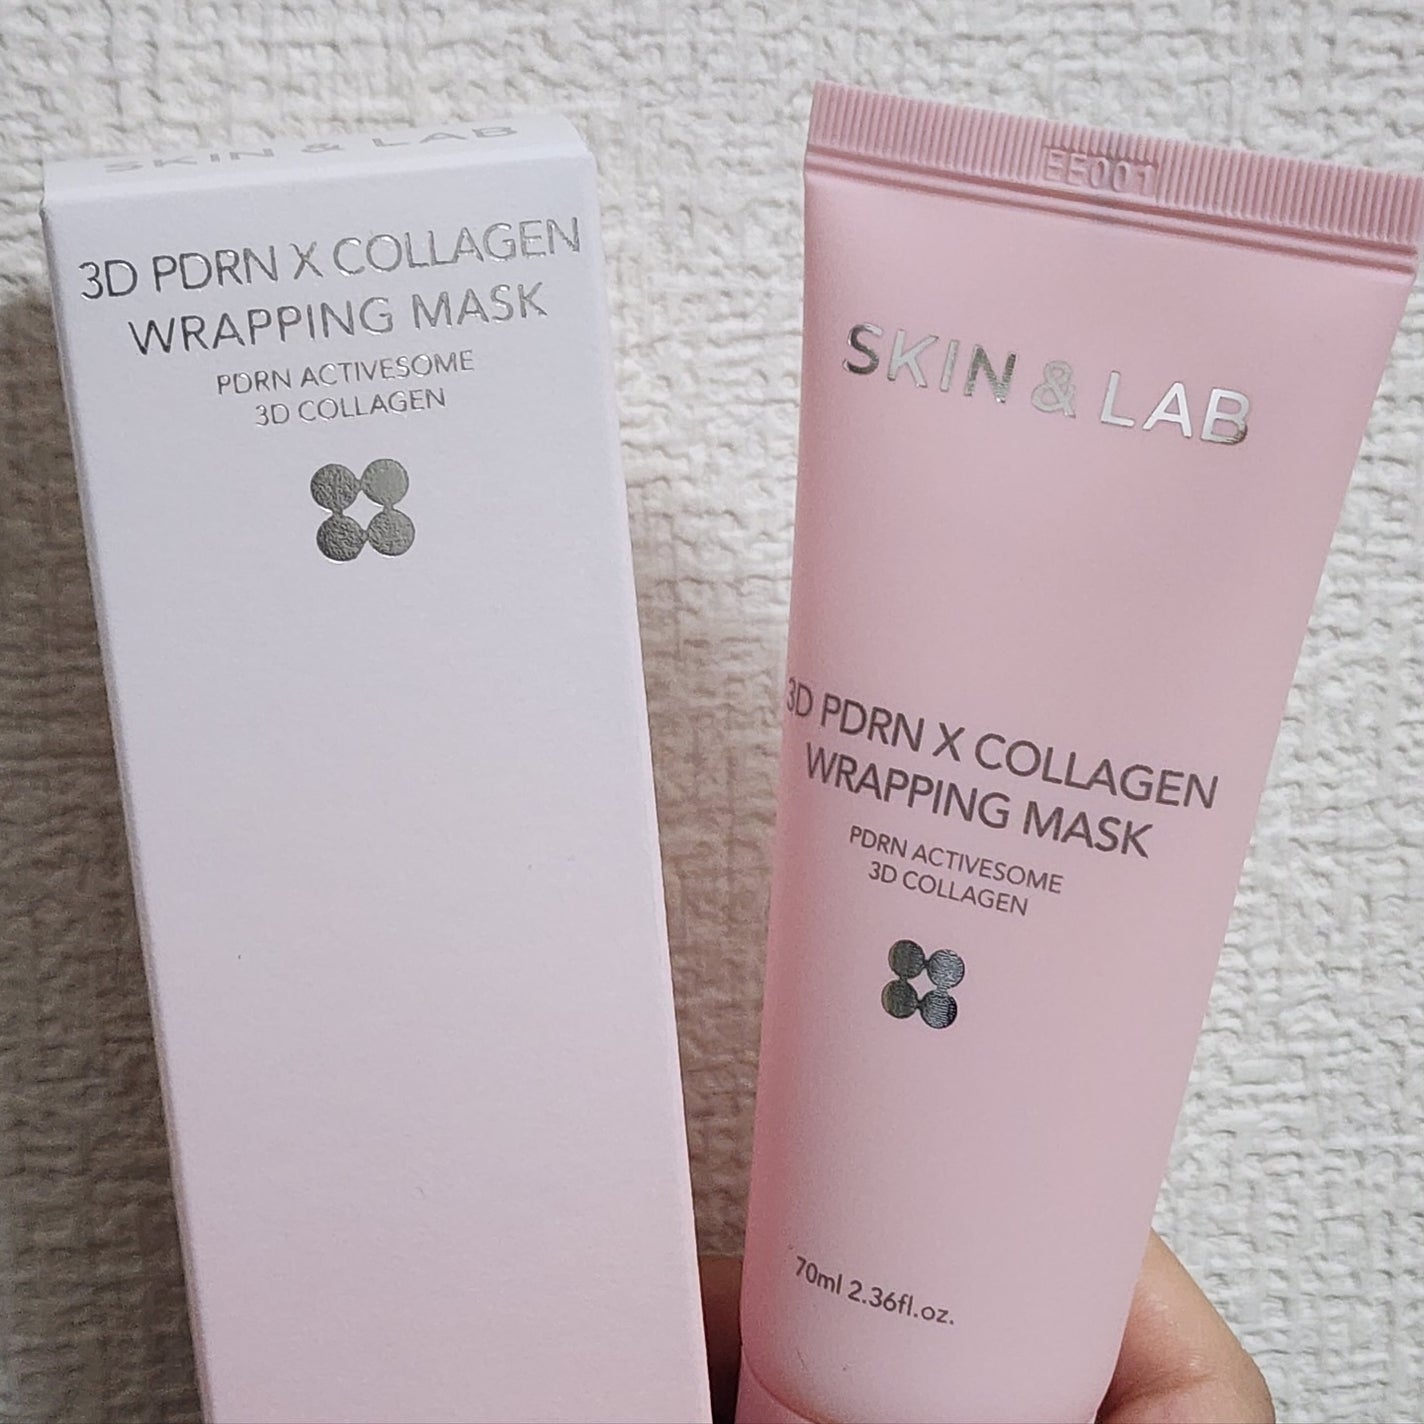 SKIN & LAB
3D PDRN X COLLAGEN
WRAPPING MASK
PDRN ACTIVESOME
3D COLLAGEN
EE001
SKIN & LAB
3D PDRN X COLLAGEN
WRAPPING MASK
PDRN ACTIVESOME
3D COLLAGEN
70ml 2.36fl.oz.